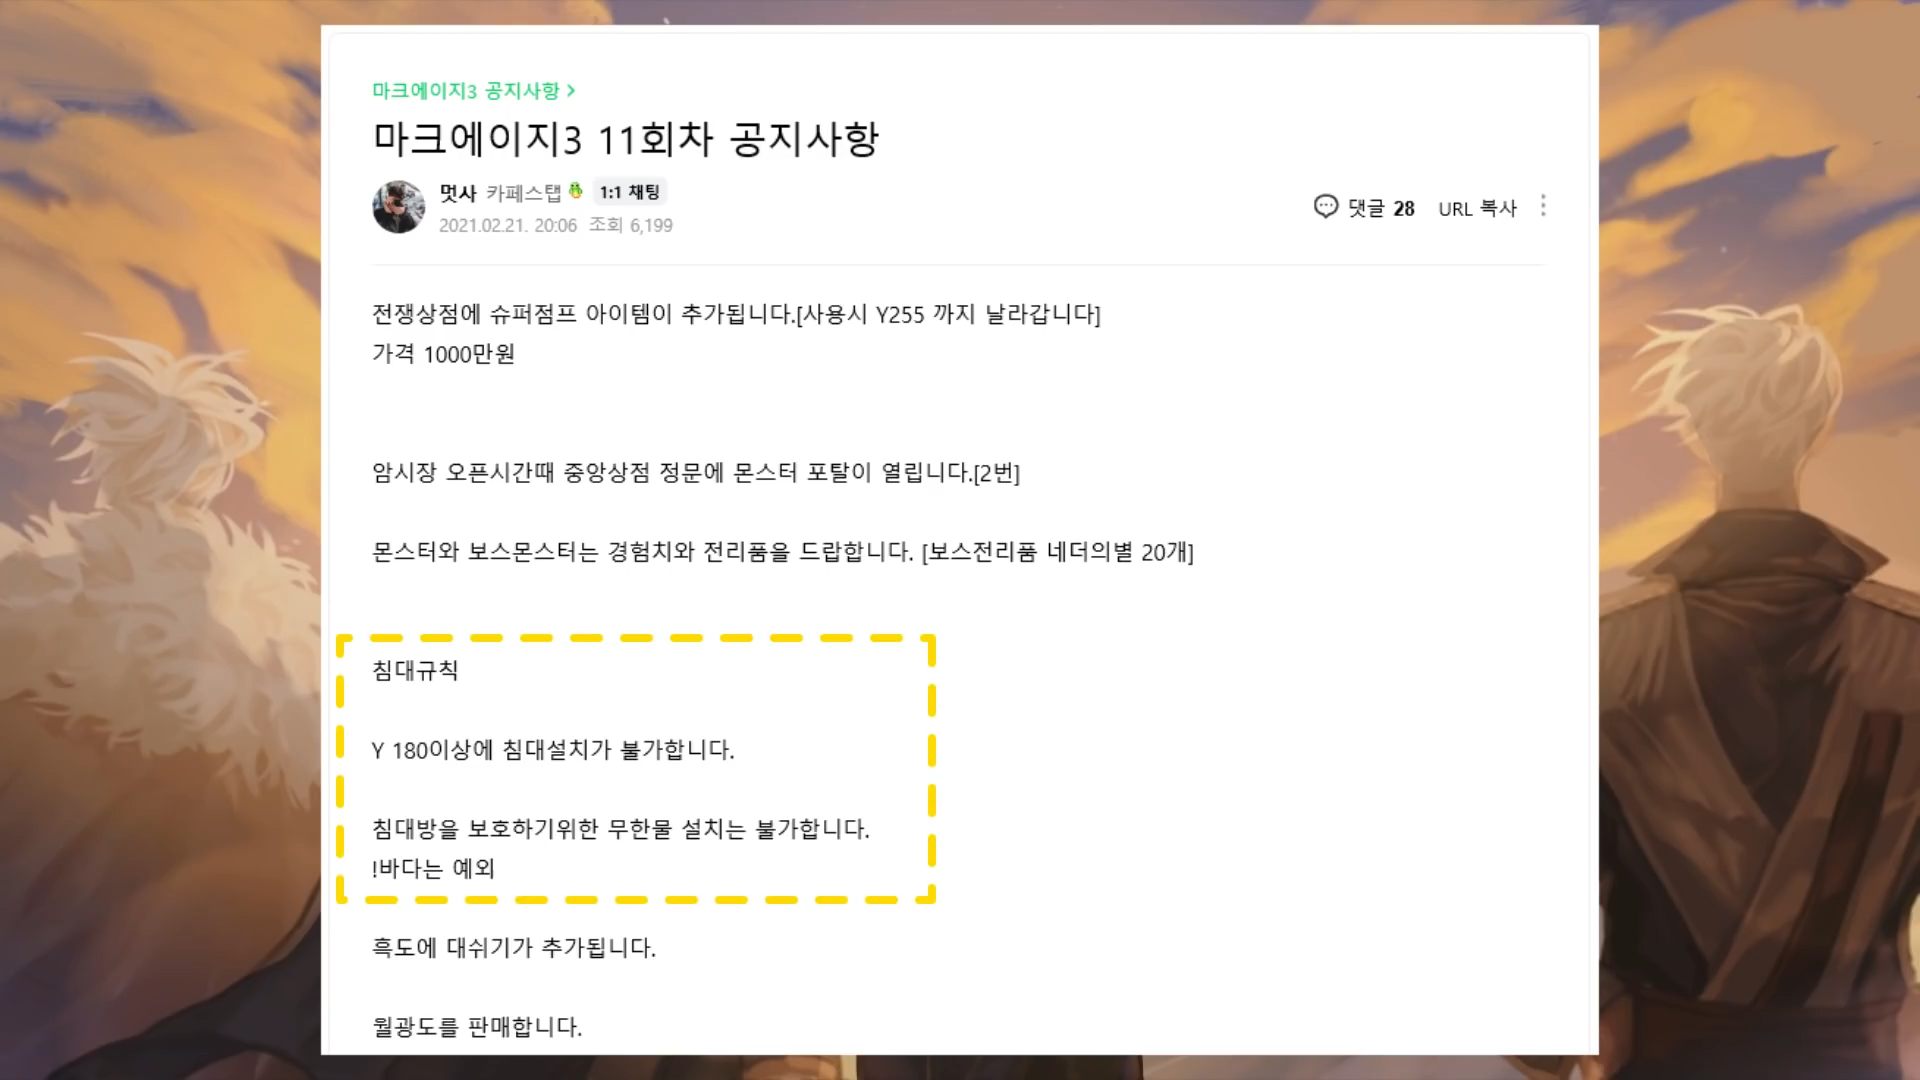 마크에이지3 공지사항 >
마크에이지3 11회차 공지사항
멋사 카페스탭 1:1 채팅
2021.02.21. 20:06 조회 6,199
댓글 28 URL 복사
전쟁상점에 슈퍼점프 아이템이 추가됩니다.[사용시 Y255 까지 날라갑니다]
가격 1000만원
암시장 오픈시간때 중앙상점 정문에 몬스터 포탈이 열립니다.[2번]
몬스터와 보스몬스터는 경험치와 전리품을 드랍합니다. [보스전리품 네더의별 20개]
침대규칙
Y 180이상에 침대설치가 불가합니다.
침대방을 보호하기위한 무한물 설치는 불가합니다.
!바다는 예외
흑도에 대쉬기가 추가됩니다.
월광도를 판매합니다.